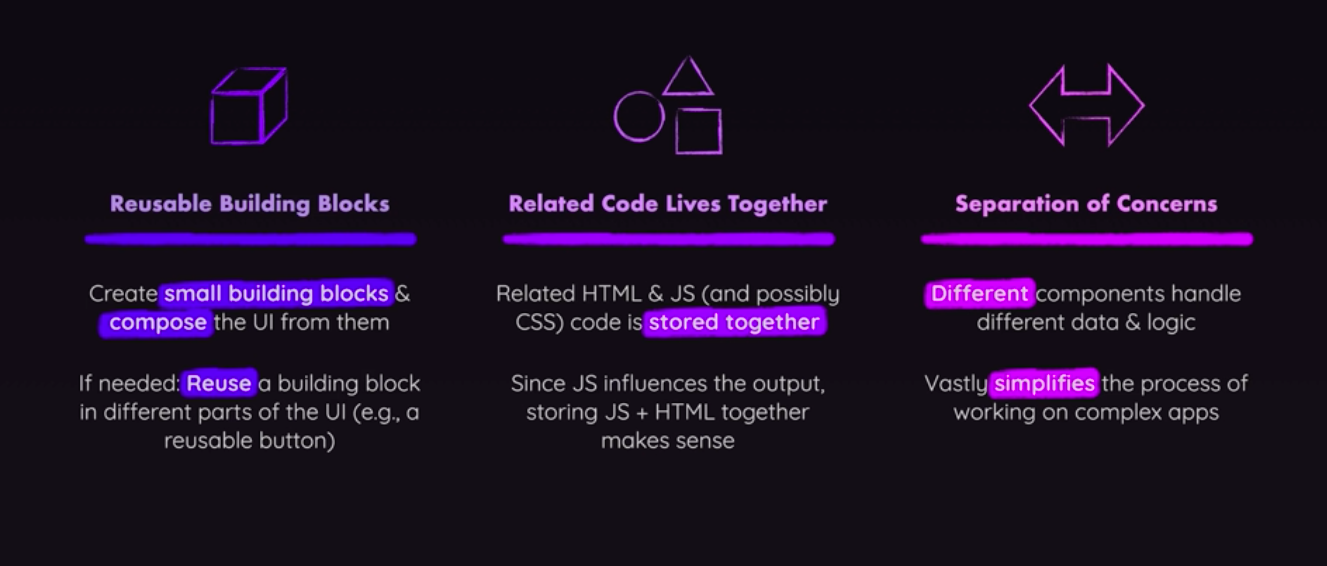 Reusable Building Blocks
Create small building blocks &
compose the UI from them
If needed: Reuse a building block
in different parts of the UI (e.g., a
reusable button)
Related Code Lives Together
Related HTML & JS (and possibly
CSS) code is stored together
Since JS influences the output,
storing JS + HTML together
makes sense
Separation of Concerns
Different components handle
different data & logic
Vastly simplifies the process of
working on complex apps